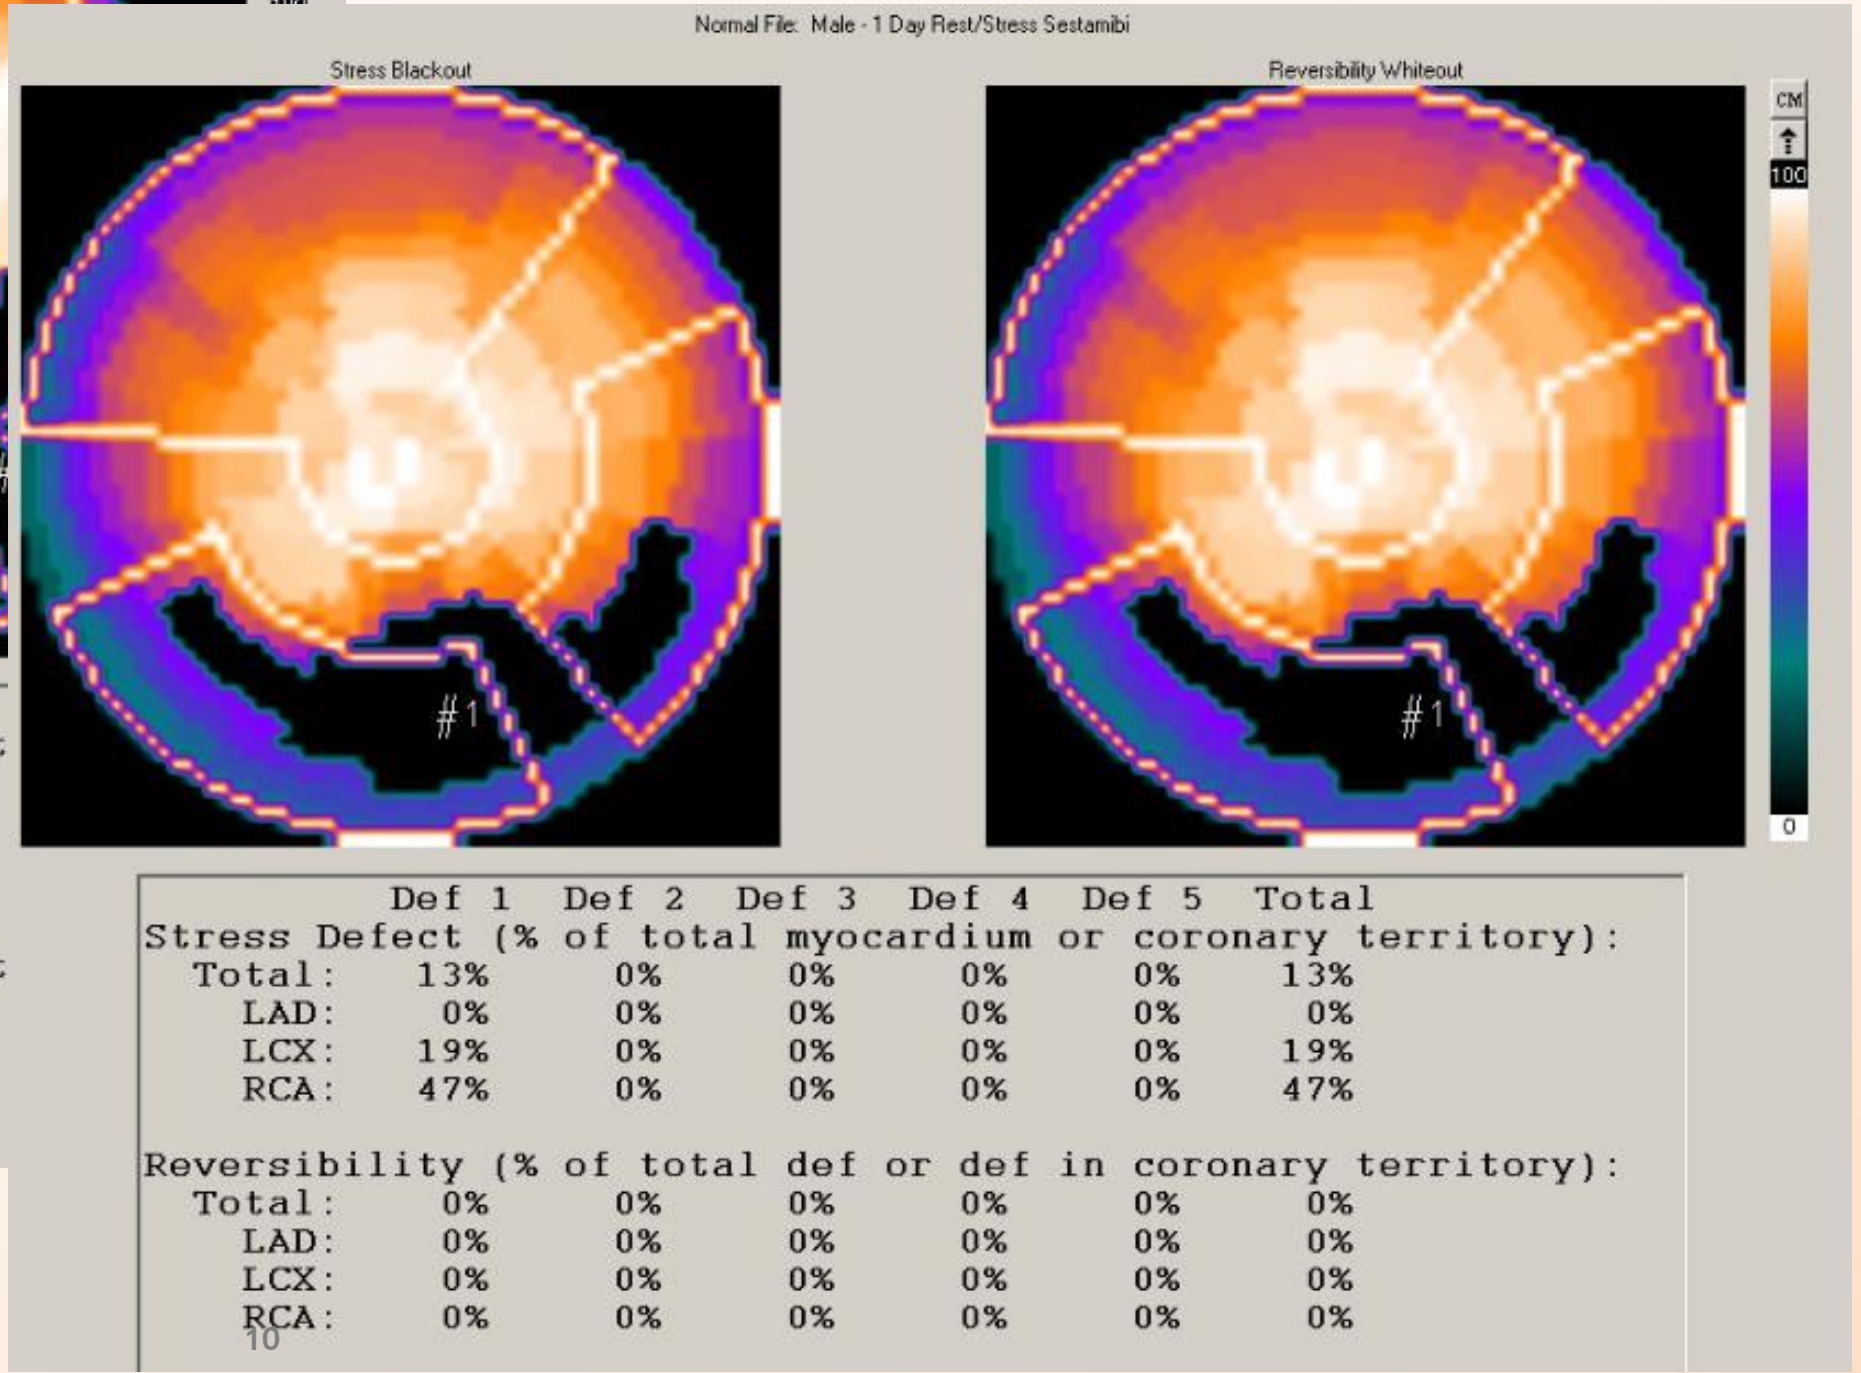 Normal File: Male - 1 Day Rest/Stress Sestamibi
Stress Blackout
Reversibility Whiteout
CM
100
#1
#1
0
Def 1 Def 2 Def 3 Def 4 Def 5 Total
Stress Defect (% of total myocardium or coronary territory):
Total: 13% 0% 0% 0% 0% 13%
LAD: 0% 0% 0% 0% 0% 0%
LCX: 19% 0% 0% 0% 0% 19%
RCA: 47% 0% 0% 0% 0% 47%
Reversibility (% of total def or def in coronary territory):
Total: 0% 0% 0% 0% 0% 0%
LAD: 0% 0% 0% 0% 0% 0%
LCX: 0% 0% 0% 0% 0% 0%
RCA: 0% 0% 0% 0% 0% 0%
10